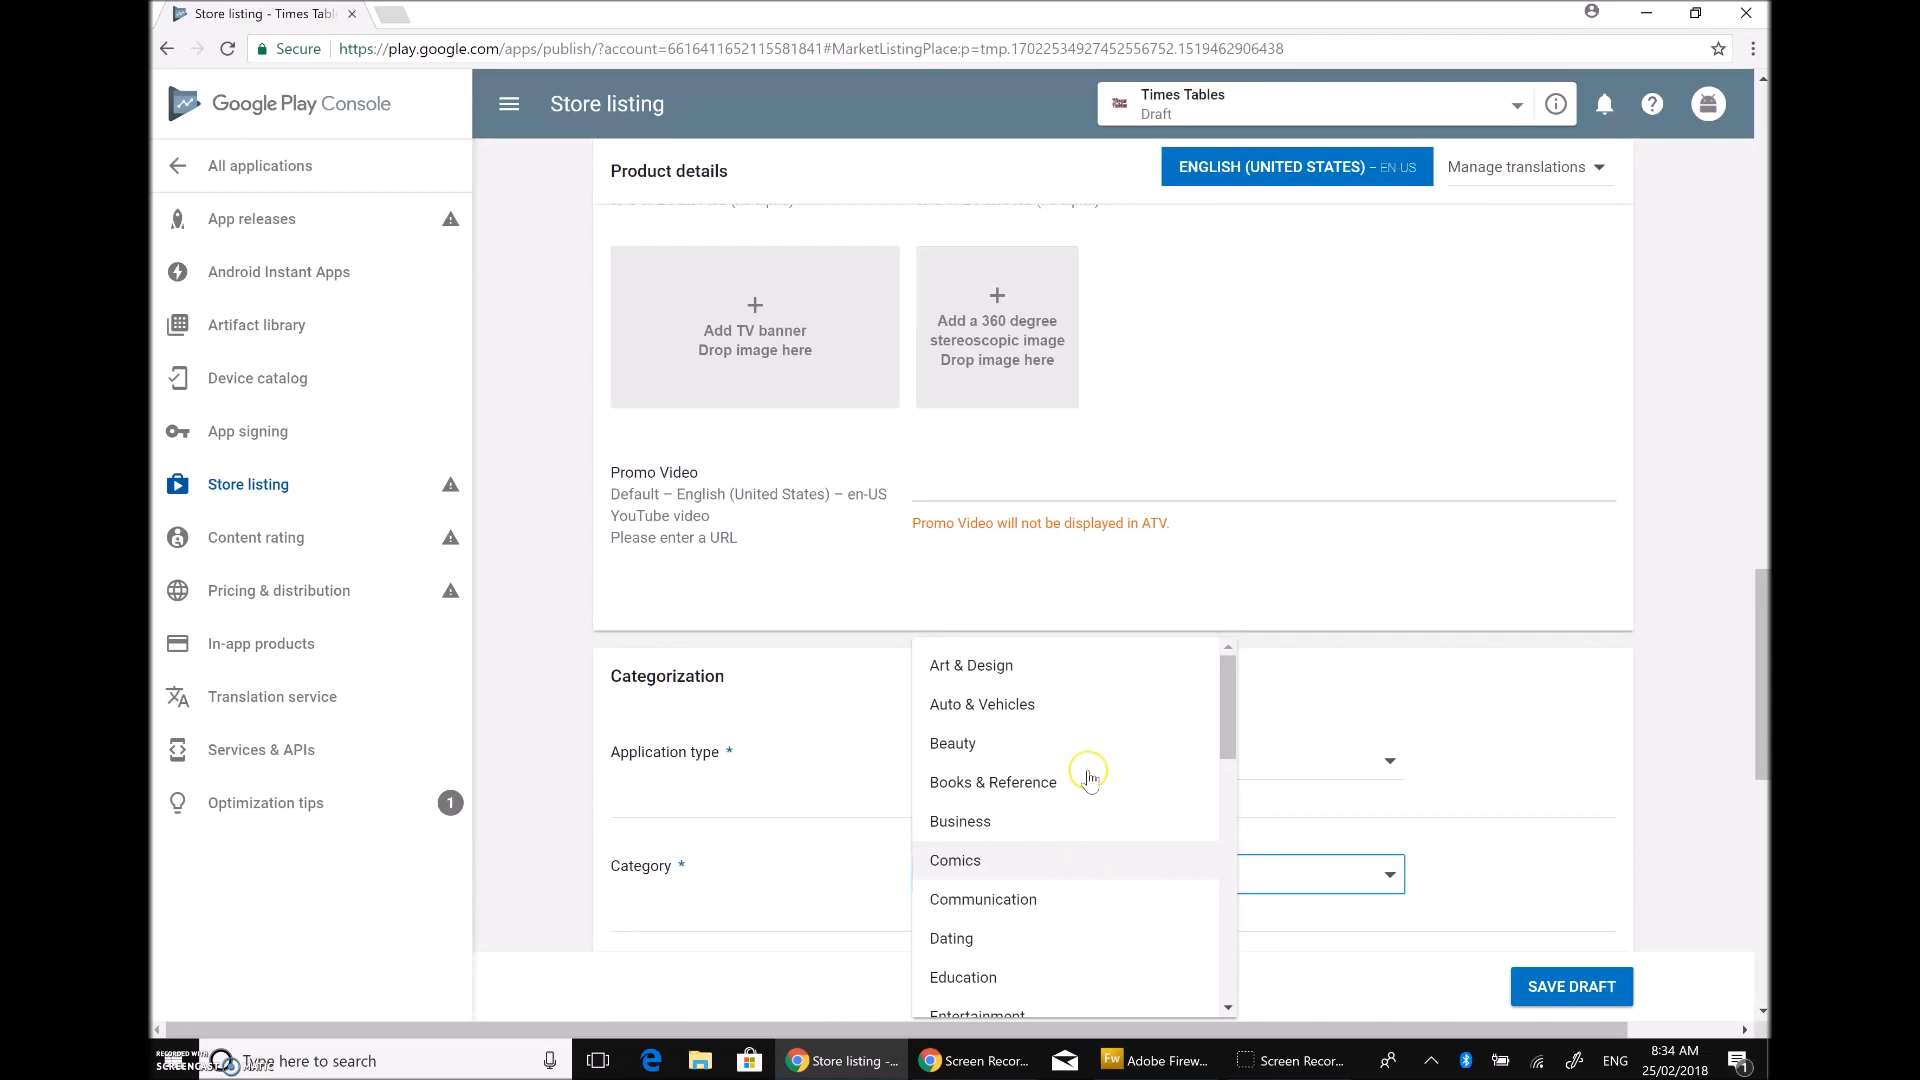 Store listing - Times Tabl
Secure
https://play.google.com/apps/publish/?account=6616411652115581841#MarketListingPlace:p=tmp.17022534927452556752.1519462906438
Google Play Console
Store listing
Times Tables
Draft
All applications
App releases
Android Instant Apps
Artifact library
Device catalog
App signing
Store listing
Content rating
Pricing & distribution
In-app products
Translation service
Services & APIs
Optimization tips
1
Product details
ENGLISH (UNITED STATES) – EN US
Manage translations
+
Add TV banner
Drop image here
+
Add a 360 degree
stereoscopic image
Drop image here
Promo Video
Default – English (United States) – en-US
YouTube video
Please enter a URL
Promo Video will not be displayed in ATV.
Categorization
Application type *
Category *
Art & Design
Auto & Vehicles
Beauty
Books & Reference
Business
Comics
Communication
Dating
Education
Entertainment
SAVE DRAFT
RECORDED WITH
SCREENCAST MATIC
Type here to search
Store listing -...
Screen Recor...
Fw
Adobe Firew...
Screen Recor...
ENG
8:34 AM
25/02/2018
1